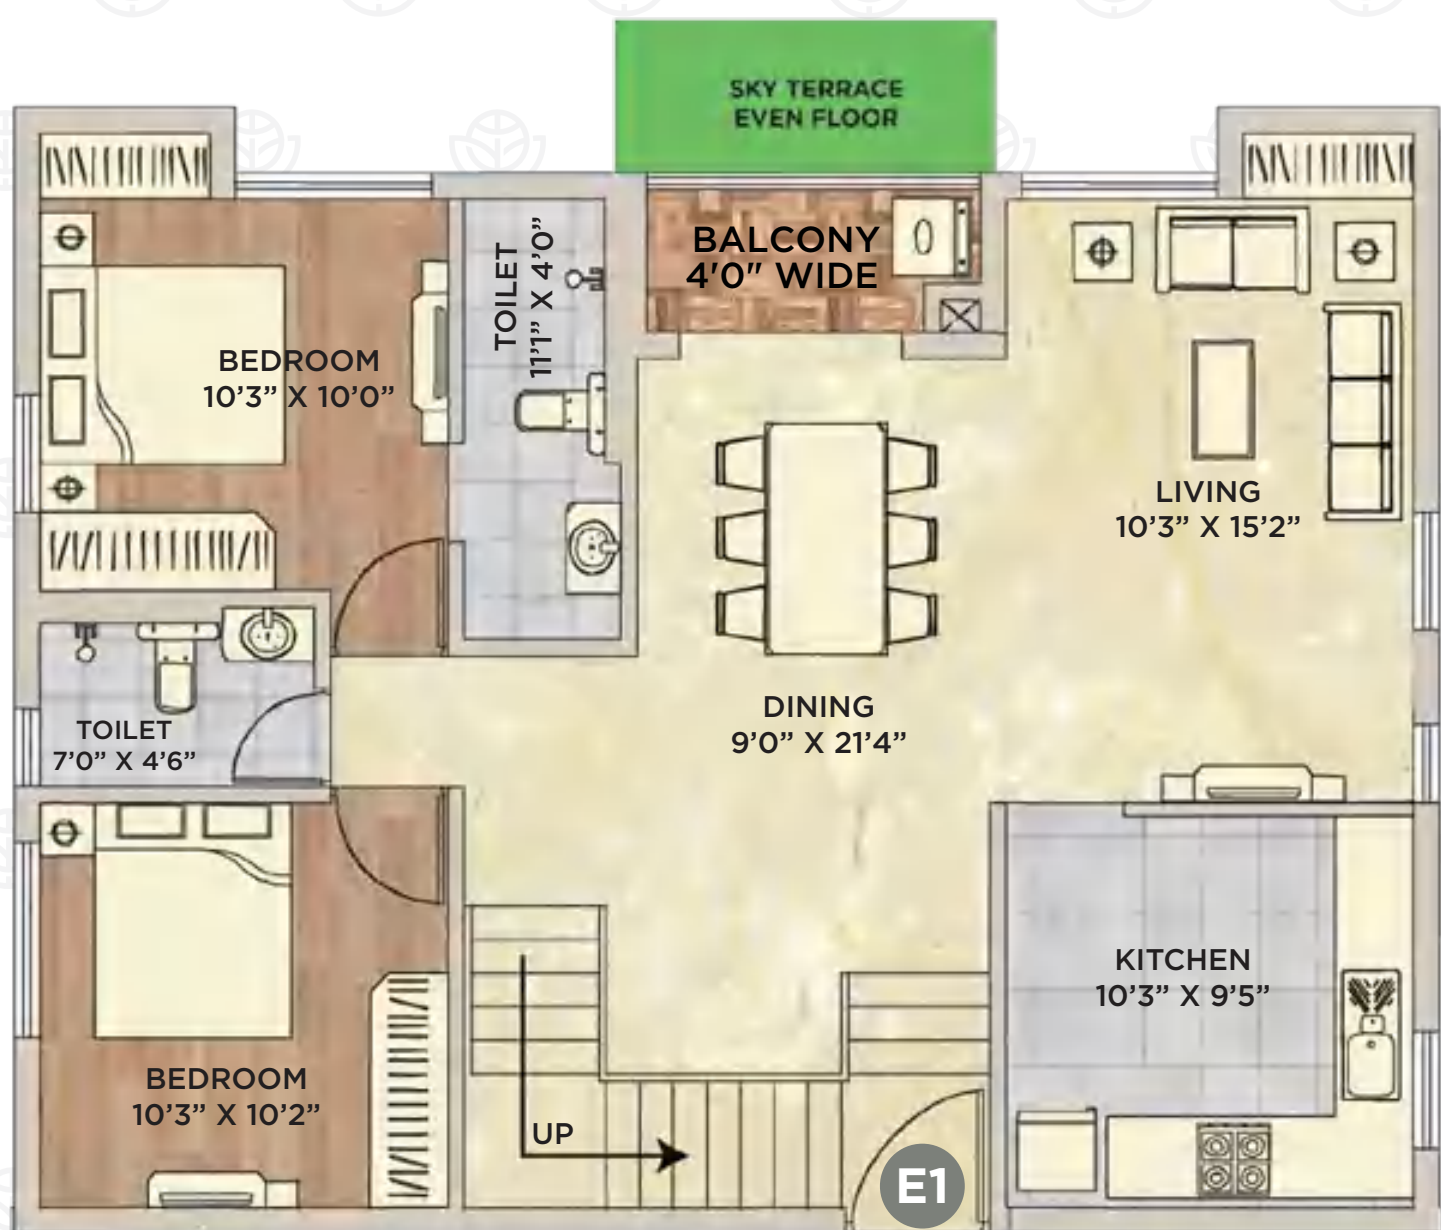 SKY TERRACE
EVEN FLOOR
BALCONY
4'0" WIDE
TOILET
11'1” X 4'0”
BEDROOM
10'3” X 10'0”
LIVING
10'3” X 15'2”
TOILET
7'0” X 4'6”
DINING
9'0” X 21'4”
KITCHEN
10'3” X 9'5”
BEDROOM
10'3” X 10'2”
UP
E1